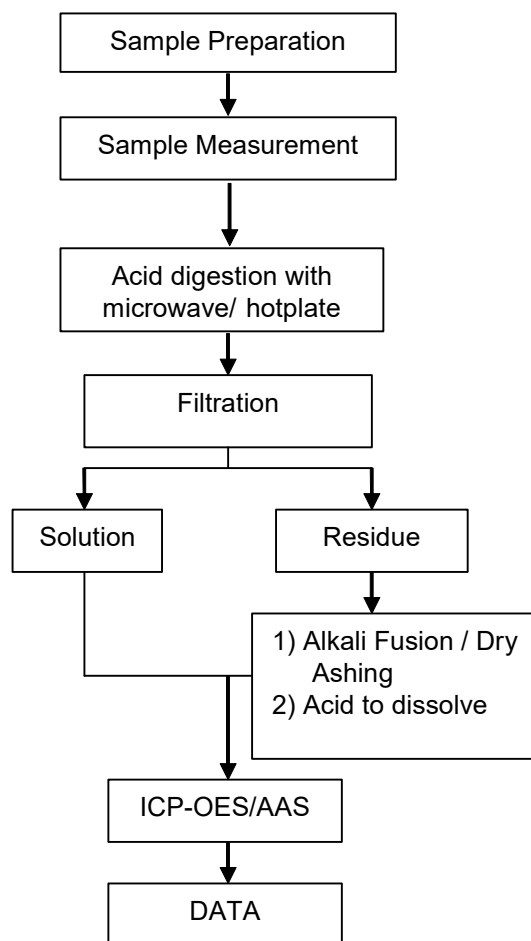 Sample Preparation
Sample Measurement
Acid digestion with
microwave/ hotplate
Filtration
Solution
Residue
1) Alkali Fusion / Dry
Ashing
2) Acid to dissolve
ICP-OES/AAS
DATA